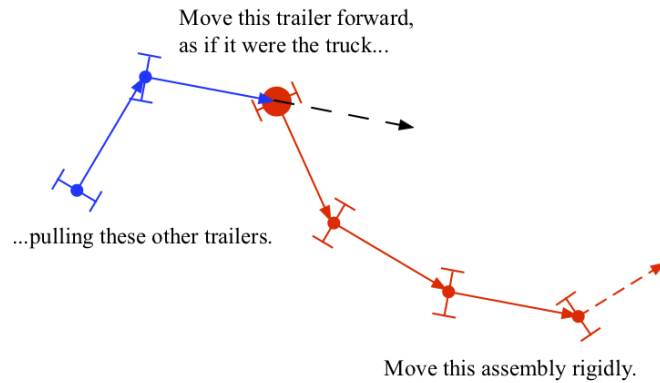 Move this trailer forward,
as if it were the truck...
...pulling these other trailers.
Move this assembly rigidly.